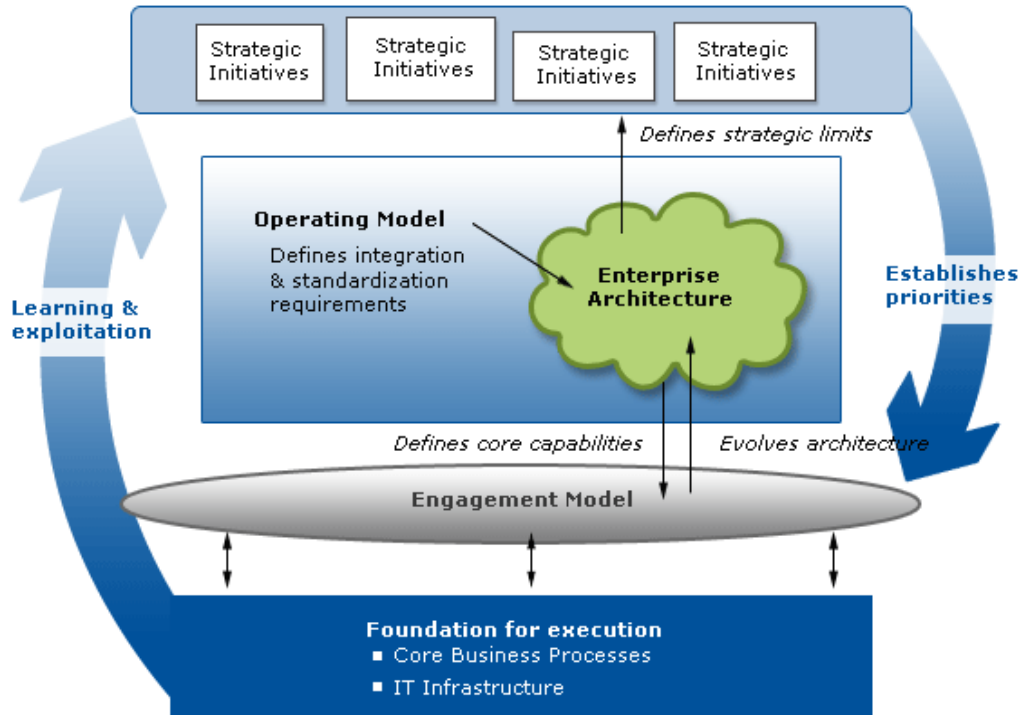 Strategic
Initiatives
Strategic
Initiatives
Strategic
Initiatives
Strategic
Initiatives
Defines strategic limits
Operating Model
Defines integration
& standardization
requirements
Enterprise
Architecture
Learning &
exploitation
Establishes
priorities
Defines core capabilities
Evolves architecture
Engagement Model
Foundation for execution
▪ Core Business Processes
▪ IT Infrastructure